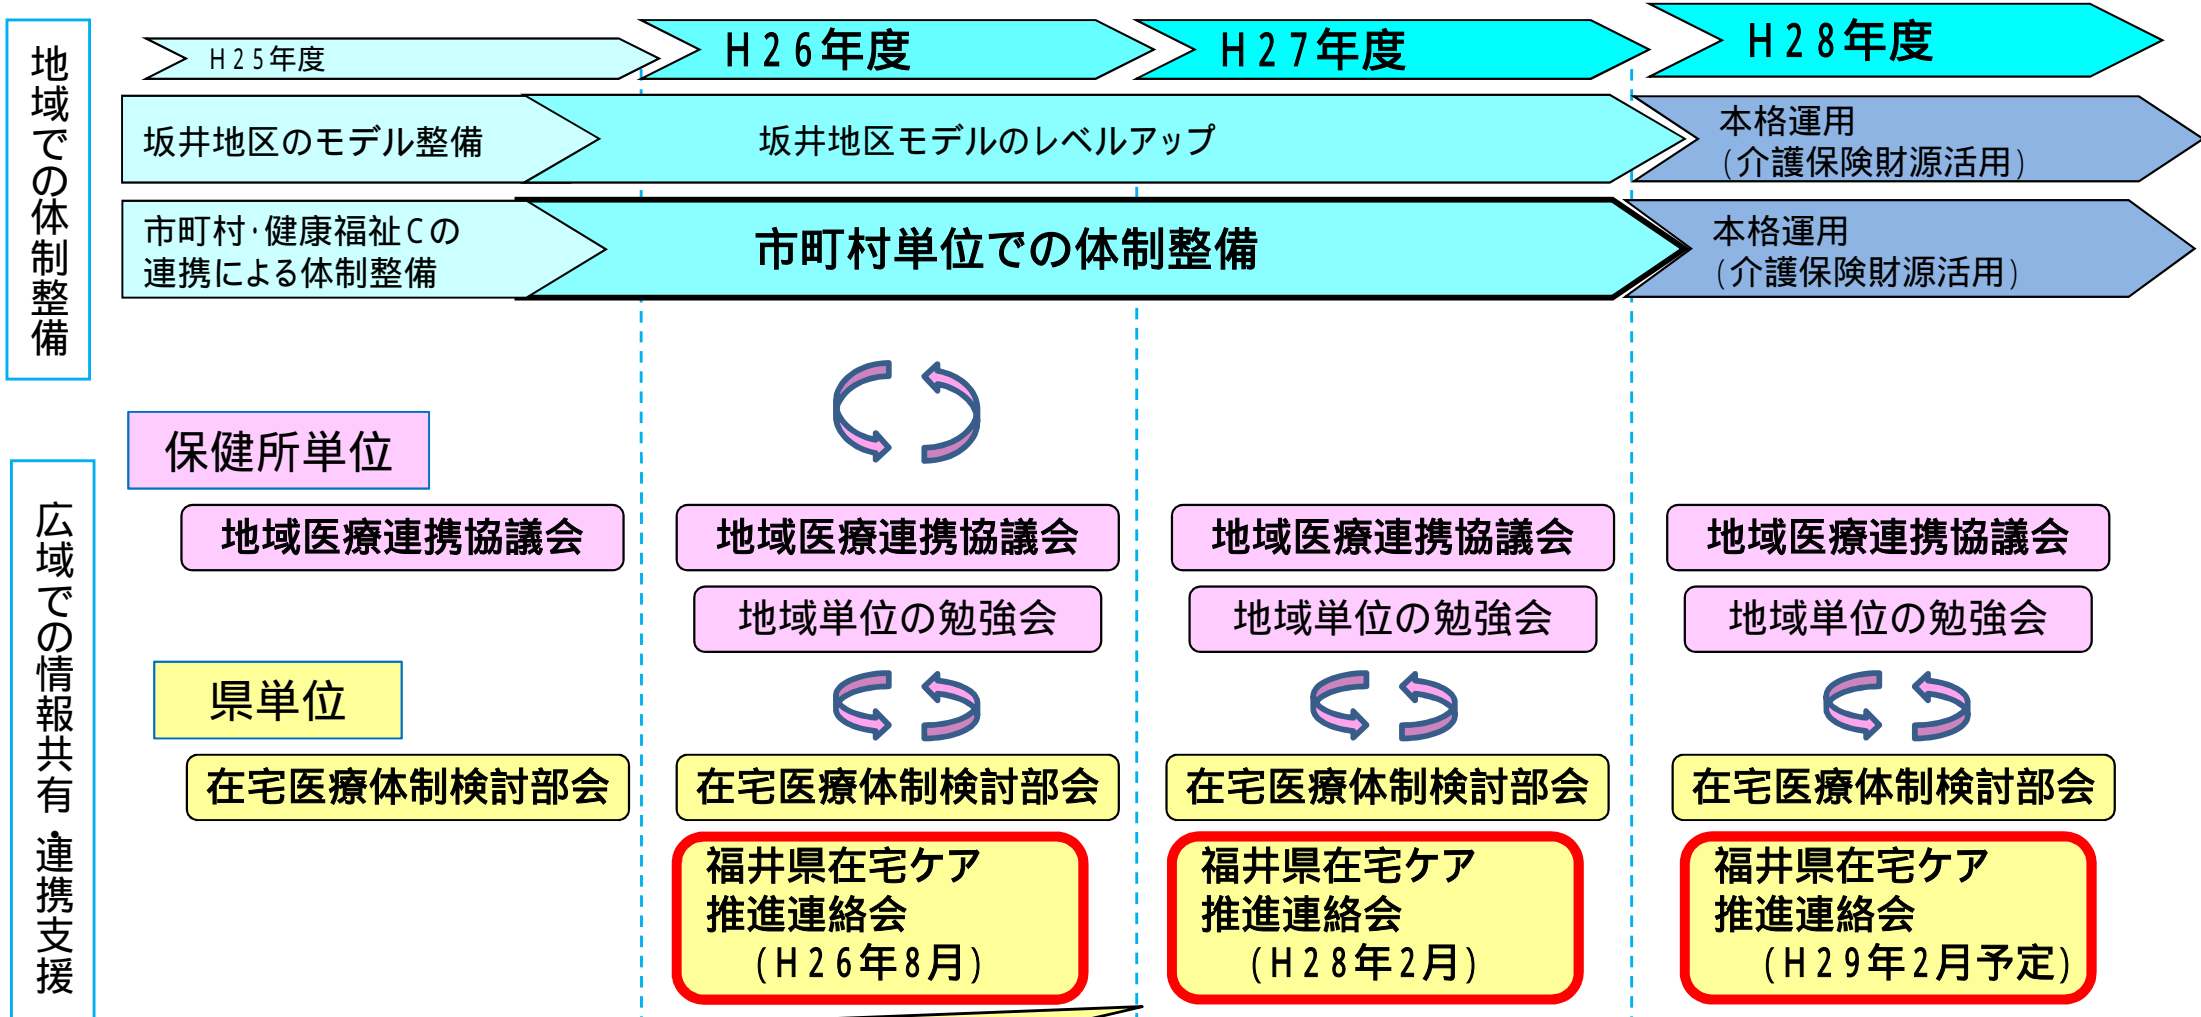 地域での体制整備
H25年度
H26年度
H27年度
H28年度
坂井地区のモデル整備
坂井地区モデルのレベルアップ
本格運用
(介護保険財源活用)
市町村・健康福祉Cの
連携による体制整備
市町村単位での体制整備
本格運用
(介護保険財源活用)
広域での情報共有・連携支援
保健所単位
地域医療連携協議会
地域医療連携協議会
地域医療連携協議会
地域医療連携協議会
地域単位の勉強会
地域単位の勉強会
地域単位の勉強会
県単位
在宅医療体制検討部会
在宅医療体制検討部会
在宅医療体制検討部会
在宅医療体制検討部会
福井県在宅ケア
推進連絡会
(H26年8月)
福井県在宅ケア
推進連絡会
(H28年2月)
福井県在宅ケア
推進連絡会
(H29年2月予定)